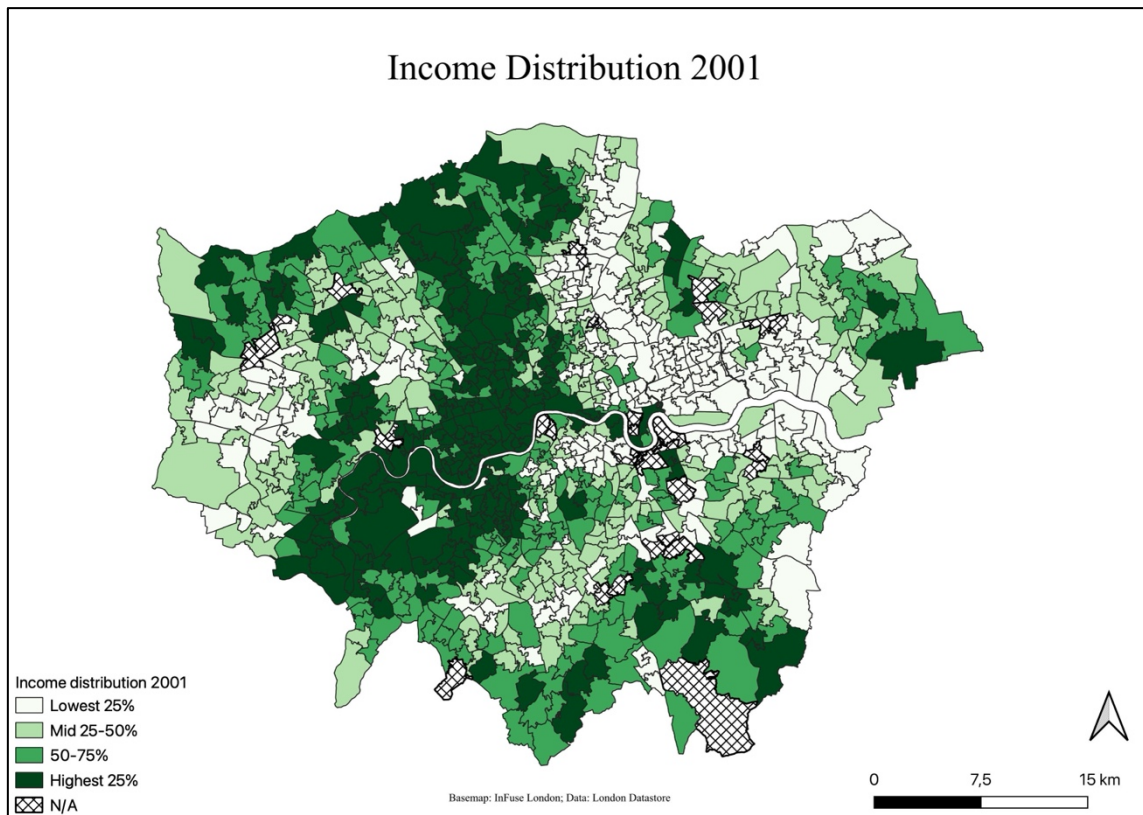 Income Distribution 2001
Income distribution 2001
Lowest 25%
Mid 25-50%
50-75%
Highest 25%
N/A
Basemap: InFuse London; Data: London Datastore
0 7,5 15 km